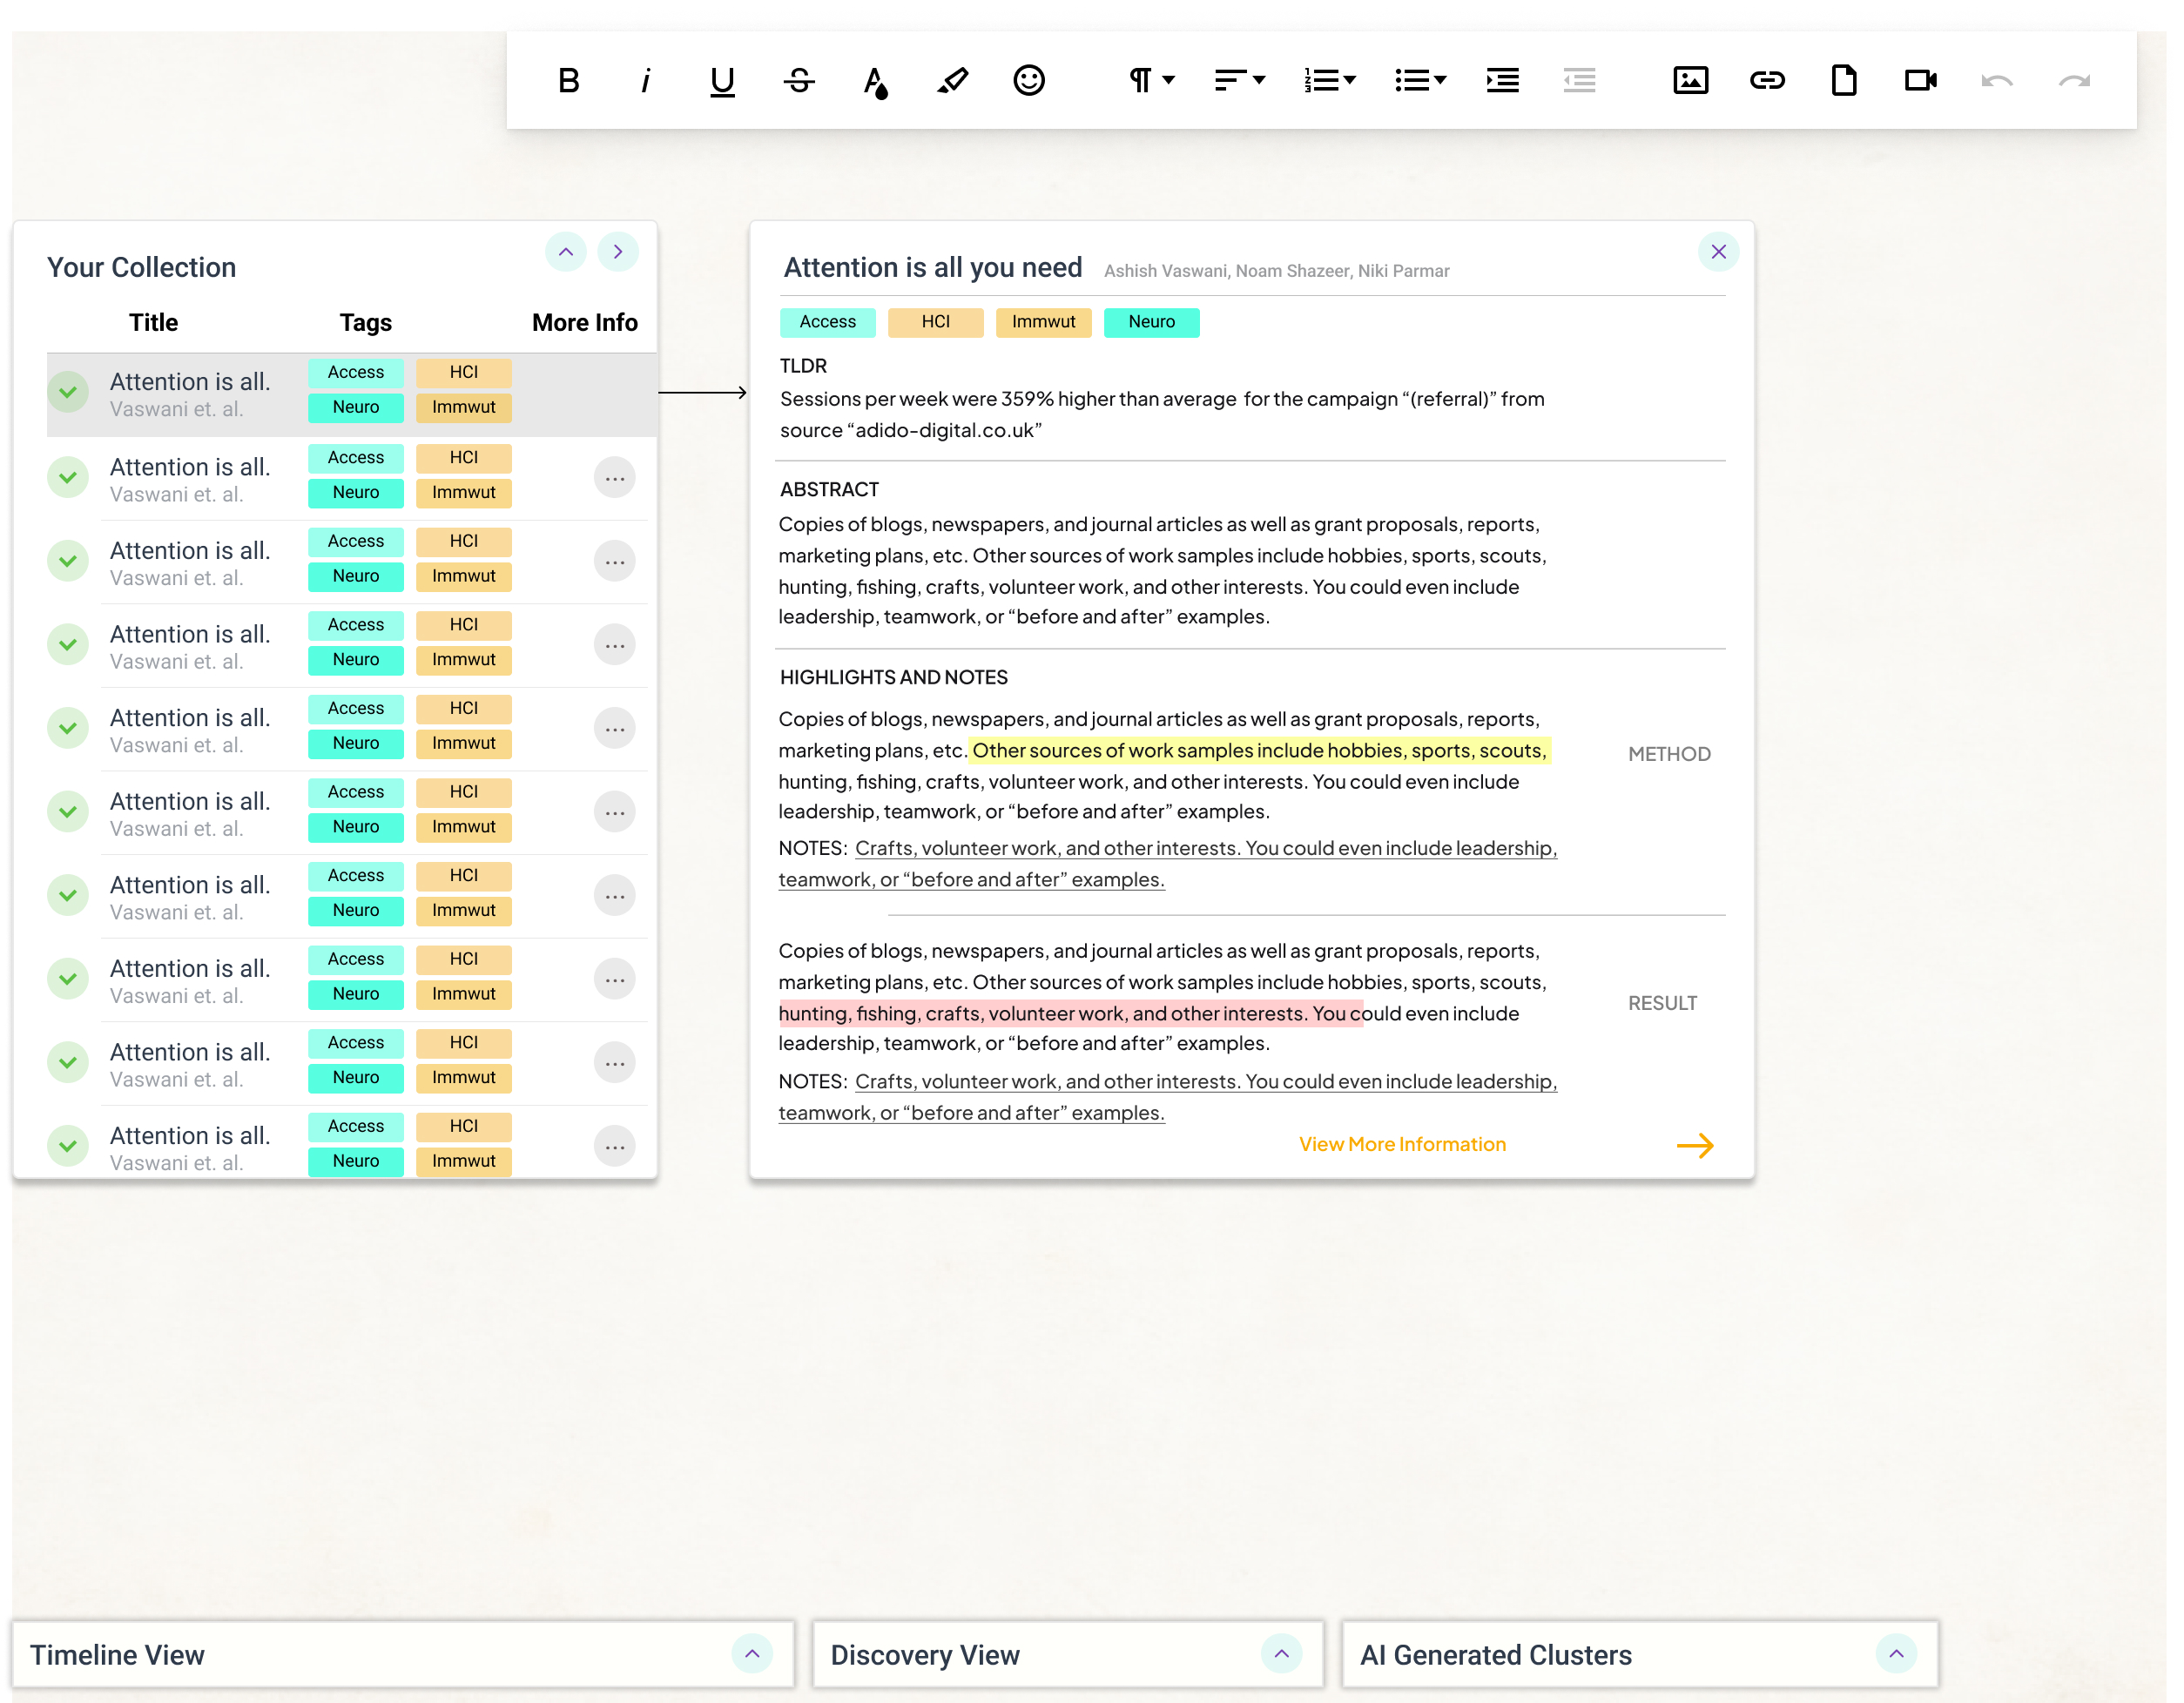 Your Collection
Title Tags More Info
Attention is all. Access HCI
Vaswani et. al. Neuro Immwut
Attention is all. Access HCI
Vaswani et. al. Neuro Immwut
Attention is all. Access HCI
Vaswani et. al. Neuro Immwut
Attention is all. Access HCI
Vaswani et. al. Neuro Immwut
Attention is all. Access HCI
Vaswani et. al. Neuro Immwut
Attention is all. Access HCI
Vaswani et. al. Neuro Immwut
Attention is all. Access HCI
Vaswani et. al. Neuro Immwut
Attention is all. Access HCI
Vaswani et. al. Neuro Immwut
Attention is all. Access HCI
Vaswani et. al. Neuro Immwut
Attention is all. Access HCI
Vaswani et. al. Neuro Immwut
Attention is all you need Ashish Vaswani, Noam Shazeer, Niki Parmar
Access HCI Immwut Neuro
TLDR
Sessions per week were 359% higher than average for the campaign “(referral)” from
source “adido-digital.co.uk”
ABSTRACT
Copies of blogs, newspapers, and journal articles as well as grant proposals, reports,
marketing plans, etc. Other sources of work samples include hobbies, sports, scouts,
hunting, fishing, crafts, volunteer work, and other interests. You could even include
leadership, teamwork, or “before and after” examples.
HIGHLIGHTS AND NOTES
Copies of blogs, newspapers, and journal articles as well as grant proposals, reports,
marketing plans, etc. Other sources of work samples include hobbies, sports, scouts,
hunting, fishing, crafts, volunteer work, and other interests. You could even include
leadership, teamwork, or “before and after” examples.
METHOD
NOTES: Crafts, volunteer work, and other interests. You could even include leadership,
teamwork, or “before and after” examples.
Copies of blogs, newspapers, and journal articles as well as grant proposals, reports,
marketing plans, etc. Other sources of work samples include hobbies, sports, scouts,
hunting, fishing, crafts, volunteer work, and other interests. You could even include
leadership, teamwork, or “before and after” examples.
RESULT
NOTES: Crafts, volunteer work, and other interests. You could even include leadership,
teamwork, or “before and after” examples.
View More Information
Timeline View
Discovery View
AI Generated Clusters